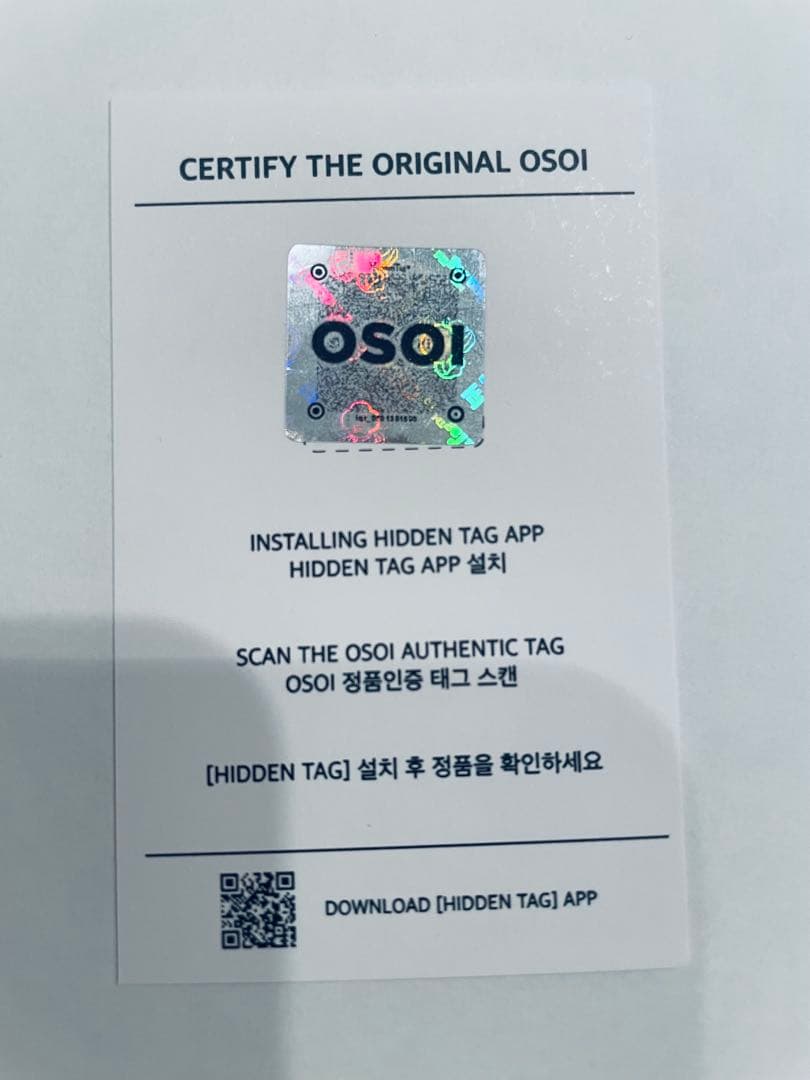 CERTIFY THE ORIGINAL OSOI
OSOI
INSTALLING HIDDEN TAG APP
HIDDEN TAG APP 설치
SCAN THE OSOI AUTHENTIC TAG
OSOI 정품인증 태그 스캔
[HIDDEN TAG] 설치 후 정품을 확인하세요
DOWNLOAD [HIDDEN TAG] APP